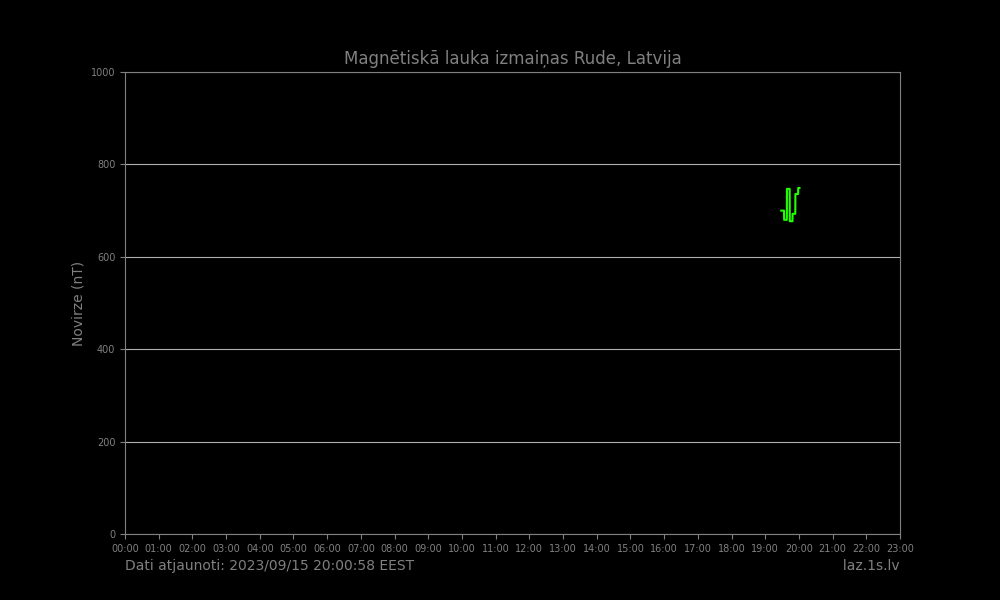 Magnētiskā lauka izmaiņas Rude, Latvija
1000
800
600
400
200
0
Novirze (nT)
00:00 01:00 02:00 03:00 04:00 05:00 06:00 07:00 08:00 09:00 10:00 11:00 12:00 13:00 14:00 15:00 16:00 17:00 18:00 19:00 20:00 21:00 22:00 23:00
Dati atjaunoti: 2023/09/15 20:00:58 EEST
laz.1s.lv